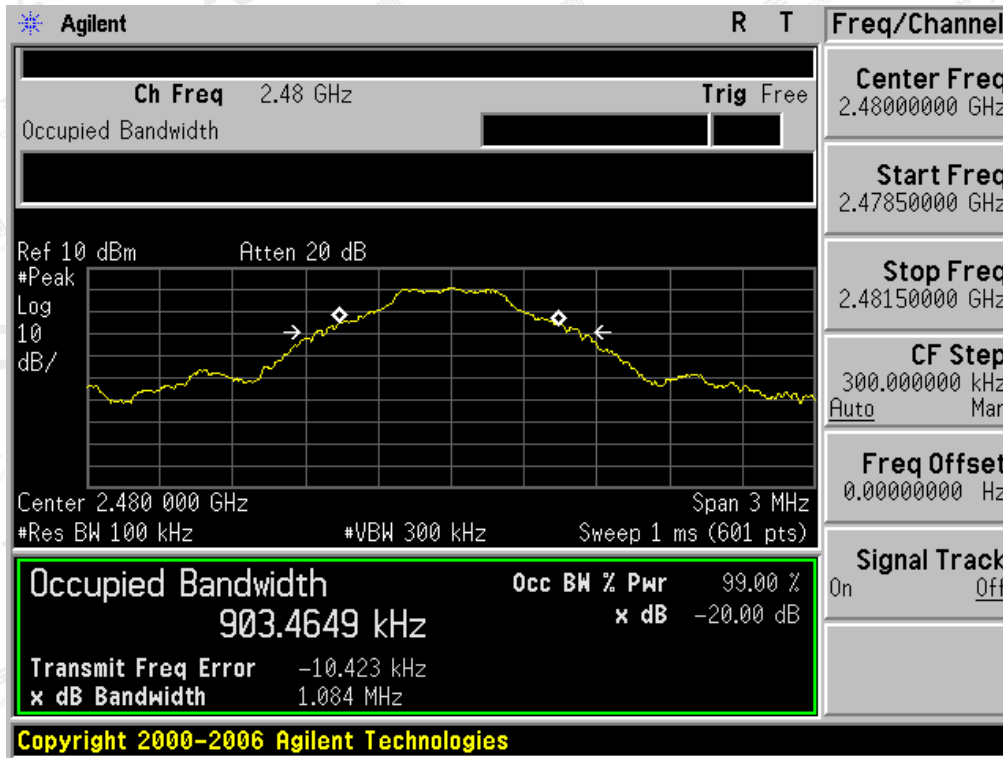 Agilent R T
Ch Freq 2.48 GHz Trig Free
Occupied Bandwidth
Ref 10 dBm Atten 20 dB
#Peak
Log
10
dB/
Center 2.480 000 GHz Span 3 MHz
#Res BW 100 kHz #VBW 300 kHz Sweep 1 ms (601 pts)
Occupied Bandwidth
903.4649 kHz
Occ BW % Pwr 99.00 %
x dB -20.00 dB
Transmit Freq Error -10.423 kHz
x dB Bandwidth 1.084 MHz
Copyright 2000-2006 Agilent Technologies
Freq/Channel
Center Freq
2.48000000 GHz
Start Freq
2.47850000 GHz
Stop Freq
2.48150000 GHz
CF Step
300.000000 kHz
Auto Man
Freq Offset
0.00000000 Hz
Signal Track
On Off